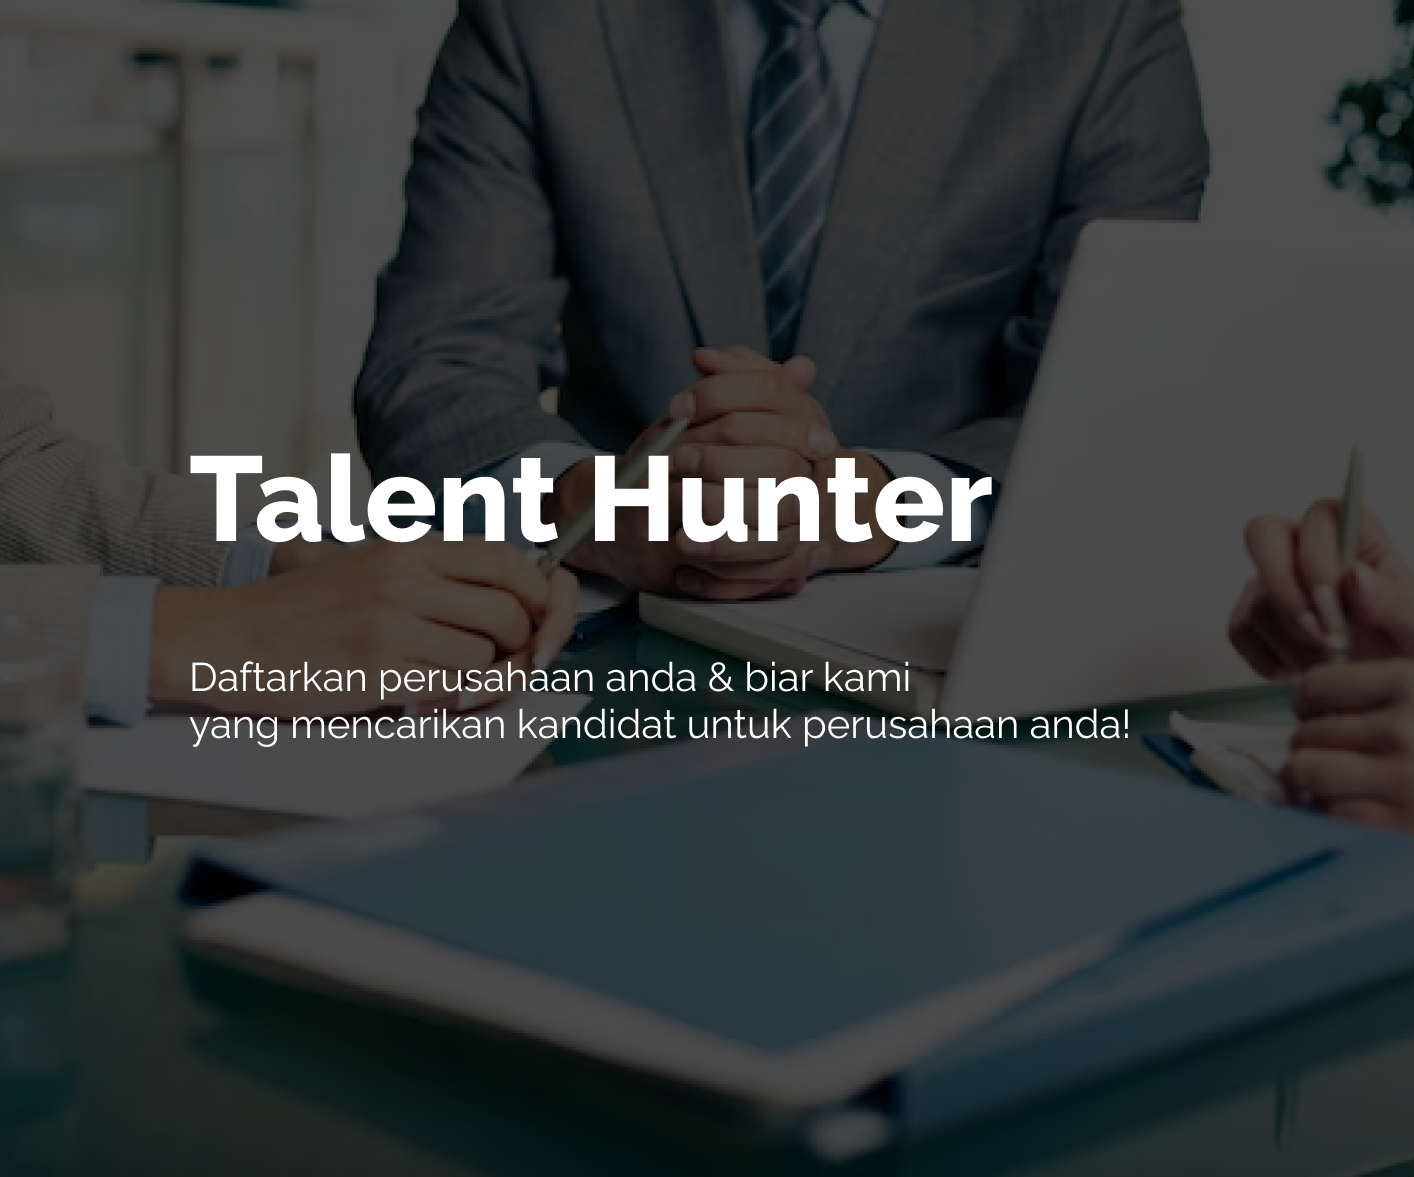 Talent Hunter
Daftarkan perusahaan anda & biar kami
yang mencarikan kandidat untuk perusahaan anda!